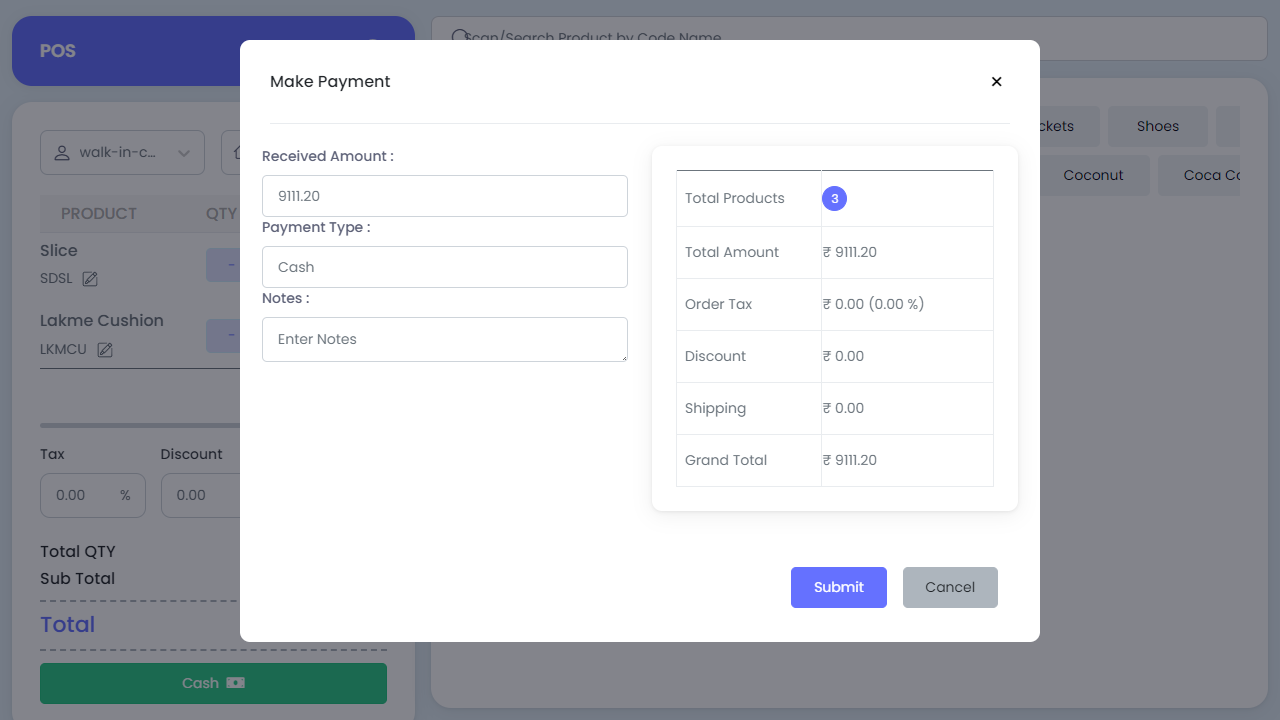 POS
Scan/Search Product by Code Name
Make Payment
×
Shoes
walk-in-c...
Coconut
PRODUCT QTY
Slice
SDSL
-
Lakme Cushion
LKMCU
-
Tax Discount
0.00 % 0.00
Total QTY
Sub Total
Total
Cash
Received Amount :
9111.20
Payment Type :
Cash
Notes :
Enter Notes
Total Products 3
Total Amount ₹ 9111.20
Order Tax ₹ 0.00 (0.00 %)
Discount ₹ 0.00
Shipping ₹ 0.00
Grand Total ₹ 9111.20
Submit Cancel